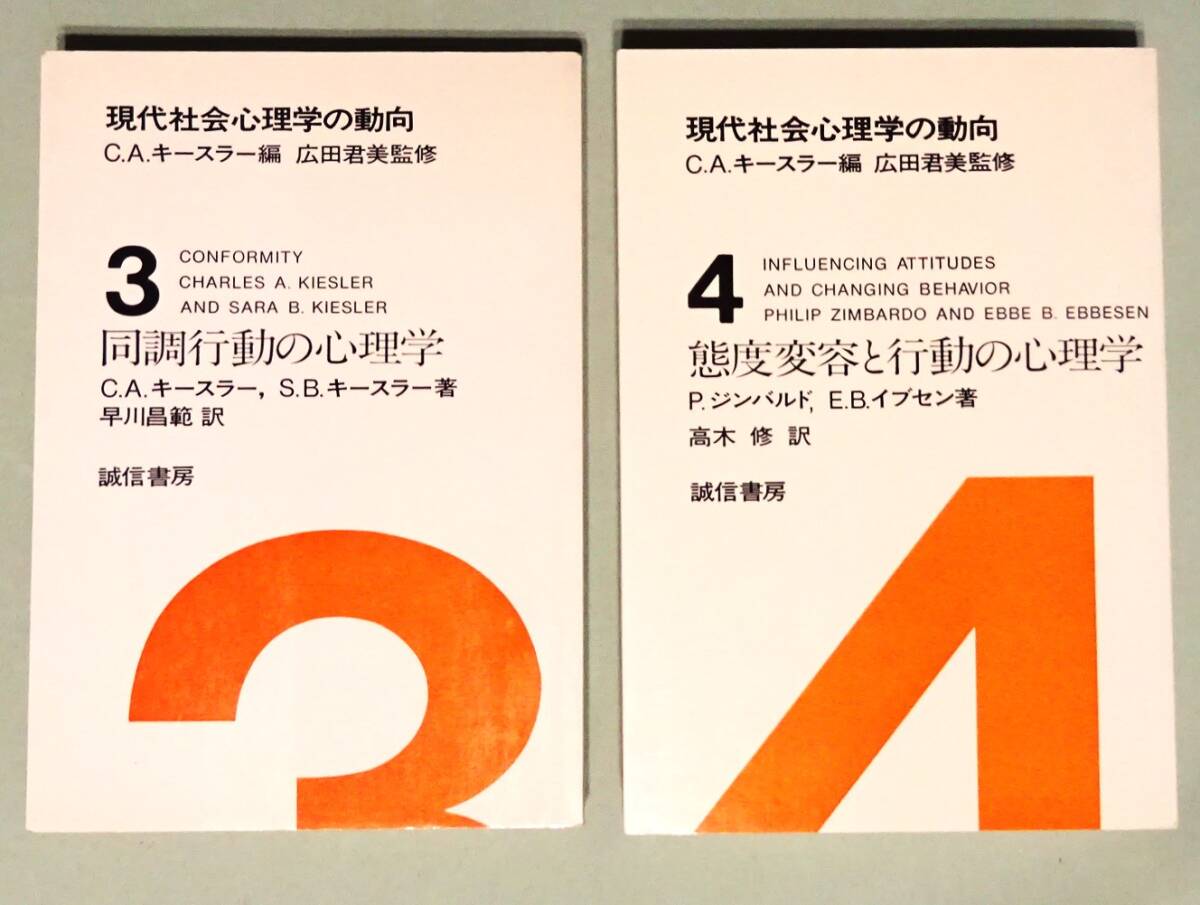 現代社会心理学の動向
C.A.キースラー編 広田君美監修
3
CONFORMITY
CHARLES A. KIESLER
AND SARA B. KIESLER
同調行動の心理学
C.A.キースラー, S.B.キースラー著
早川昌範 訳
誠信書房
3
現代社会心理学の動向
C.A.キースラー編 広田君美監修
4
INFLUENCING ATTITUDES
AND CHANGING BEHAVIOR
PHILIP ZIMBARDO AND EBBE B. EBBESEN
態度変容と行動の心理学
P.ジンバルド, E.B.イブセン著
高木 修 訳
誠信書房
4